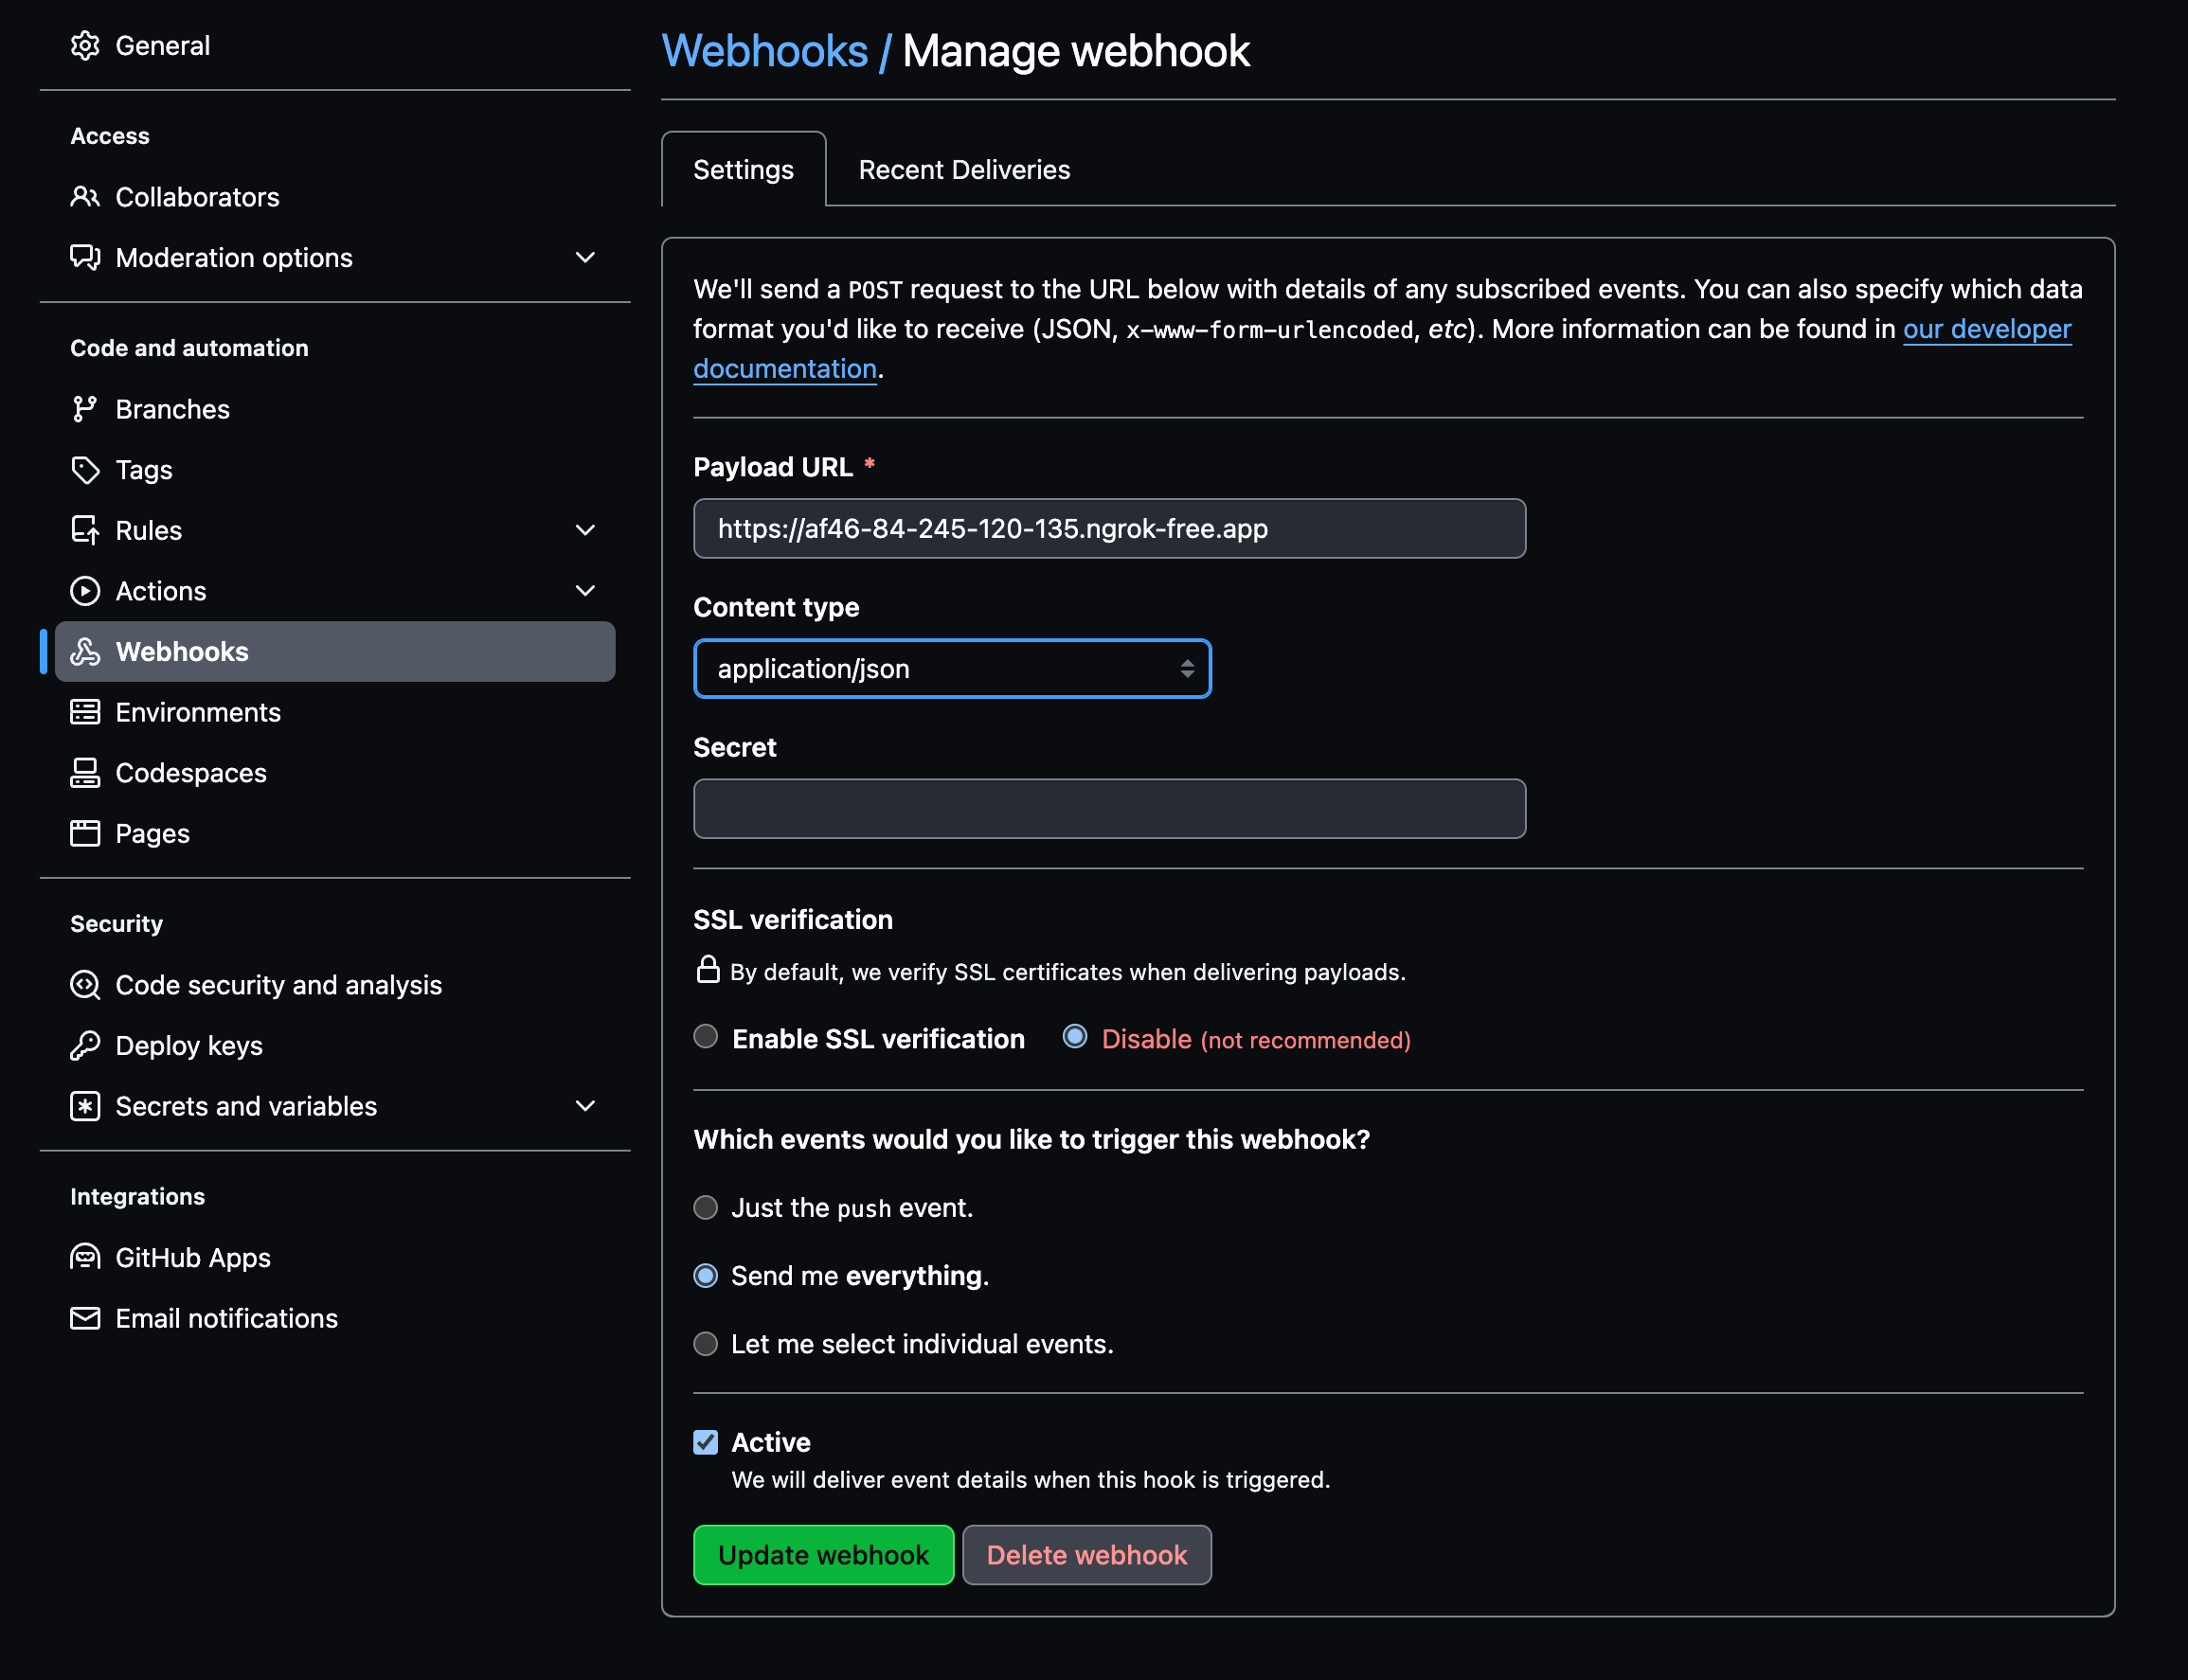 General
Access
Collaborators
Moderation options
Code and automation
Branches
Tags
Rules
Actions
Webhooks
Environments
Codespaces
Pages
Security
Code security and analysis
Deploy keys
Secrets and variables
Integrations
GitHub Apps
Email notifications
Webhooks / Manage webhook
Settings
Recent Deliveries
We'll send a POST request to the URL below with details of any subscribed events. You can also specify which data
format you'd like to receive (JSON, x-www-form-urlencoded, etc). More information can be found in our developer
documentation.
Payload URL *
https://af46-84-245-120-135.ngrok-free.app
Content type
application/json
Secret
SSL verification
By default, we verify SSL certificates when delivering payloads.
Enable SSL verification
Disable (not recommended)
Which events would you like to trigger this webhook?
Just the push event.
Send me everything.
Let me select individual events.
Active
We will deliver event details when this hook is triggered.
Update webhook
Delete webhook